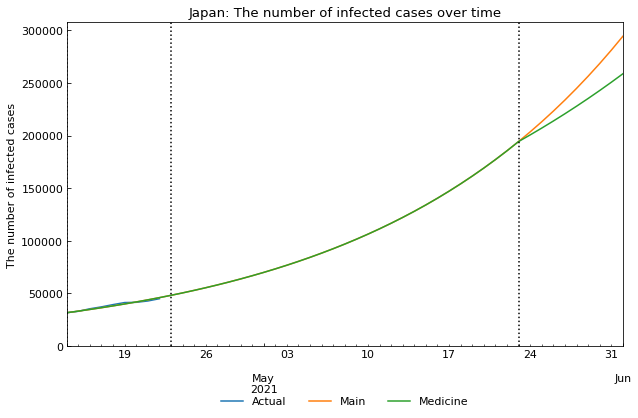 Japan: The number of infected cases over time
The number of infected cases
300000
250000
200000
150000
100000
50000
0
19 26 03 10 17 24 31
May Jun
2021
Actual Main Medicine